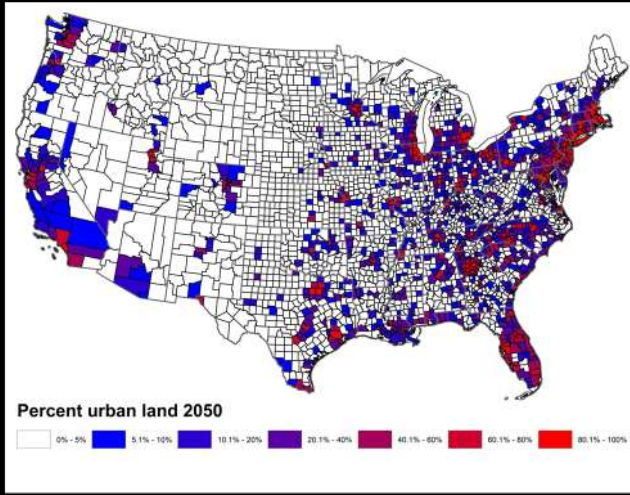 Percent urban land 2050
0% - 5% 5.1% - 10% 10.1% - 20% 20.1% - 40% 40.1% - 60% 60.1% - 80% 80.1% - 100%